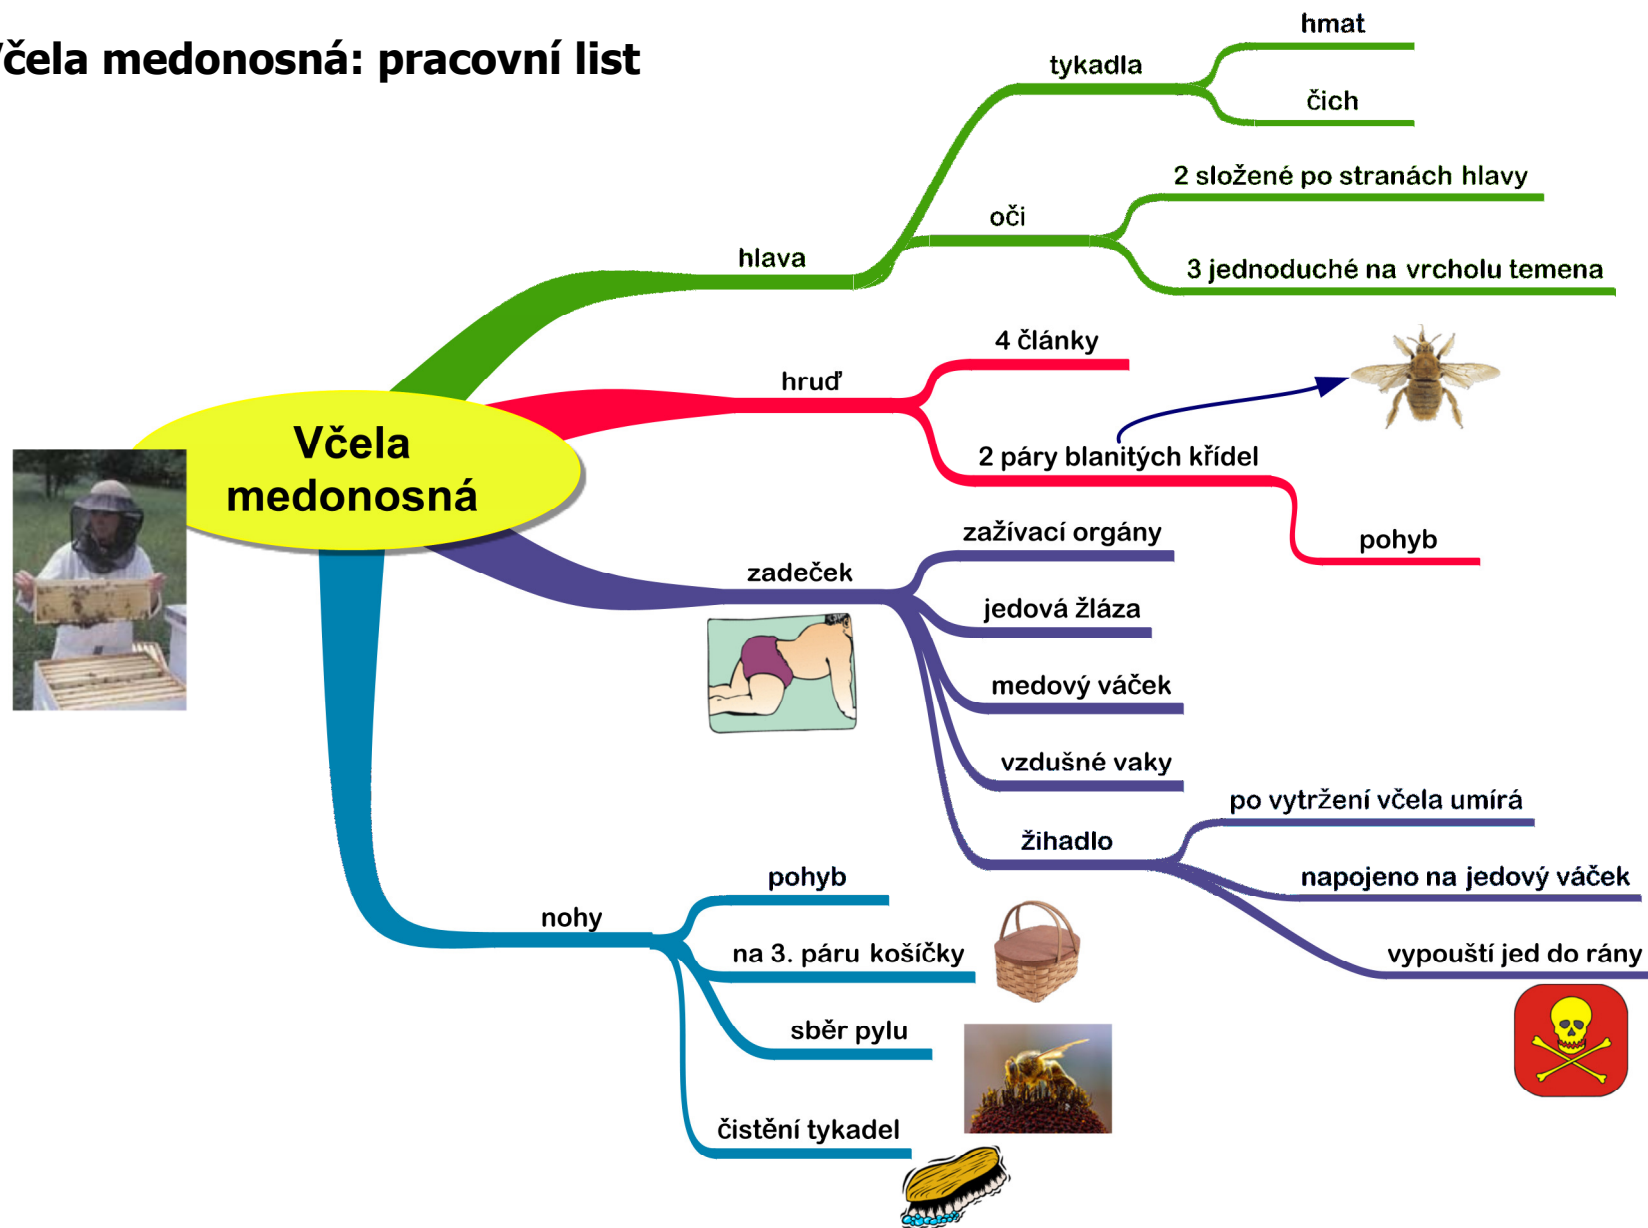 Včela medonosná: pracovní list
hmat
tykadla
čich
2 složené po stranách hlavy
oči
hlava
3 jednoduché na vrcholu temena
4 články
hruď
2 páry blanitých křídel
pohyb
Včela
medonosná
zažívací orgány
zadeček
jedová žláza
medový váček
vzdušné vaky
po vytržení včela umírá
žihadlo
napojeno na jedový váček
vypouští jed do rány
pohyb
nohy
na 3. páru košíčky
sběr pylu
čistění tykadel